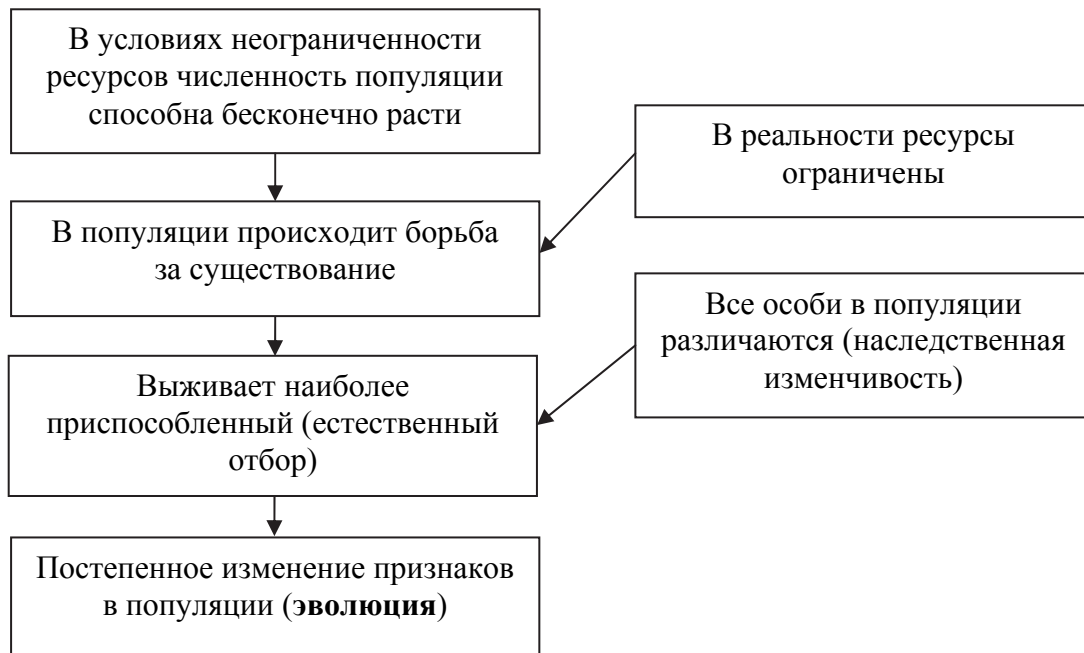 В условиях неограниченности
ресурсов численность популяции
способна бесконечно расти
В реальности ресурсы
ограничены
В популяции происходит борьба
за существование
Все особи в популяции
различаются (наследственная
изменчивость)
Выживает наиболее
приспособленный (естественный
отбор)
Постепенное изменение признаков
в популяции (эволюция)